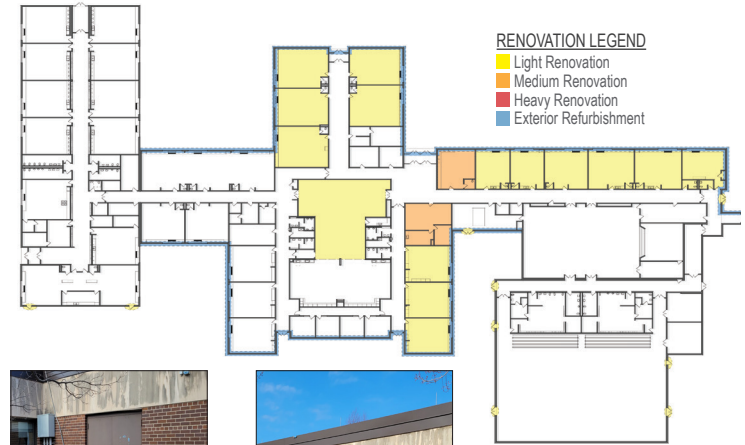 RENOVATION LEGEND
Light Renovation
Medium Renovation
Heavy Renovation
Exterior Refurbishment